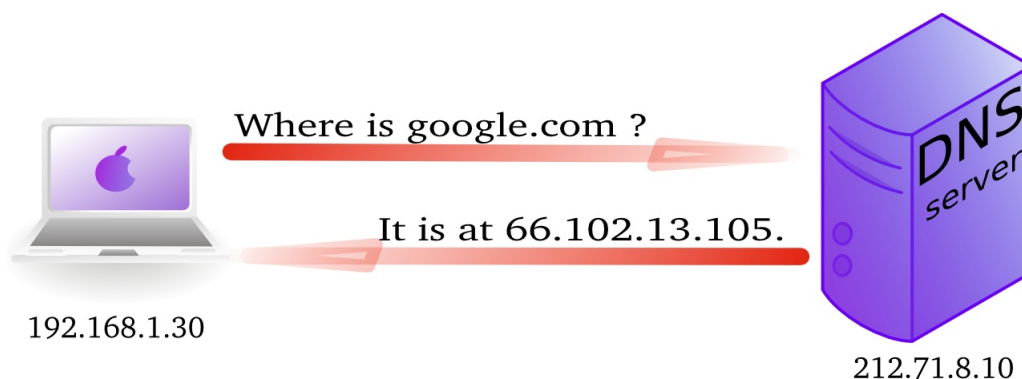 Where is google.com ?
It is at 66.102.13.105.
DNS
server
192.168.1.30
212.71.8.10